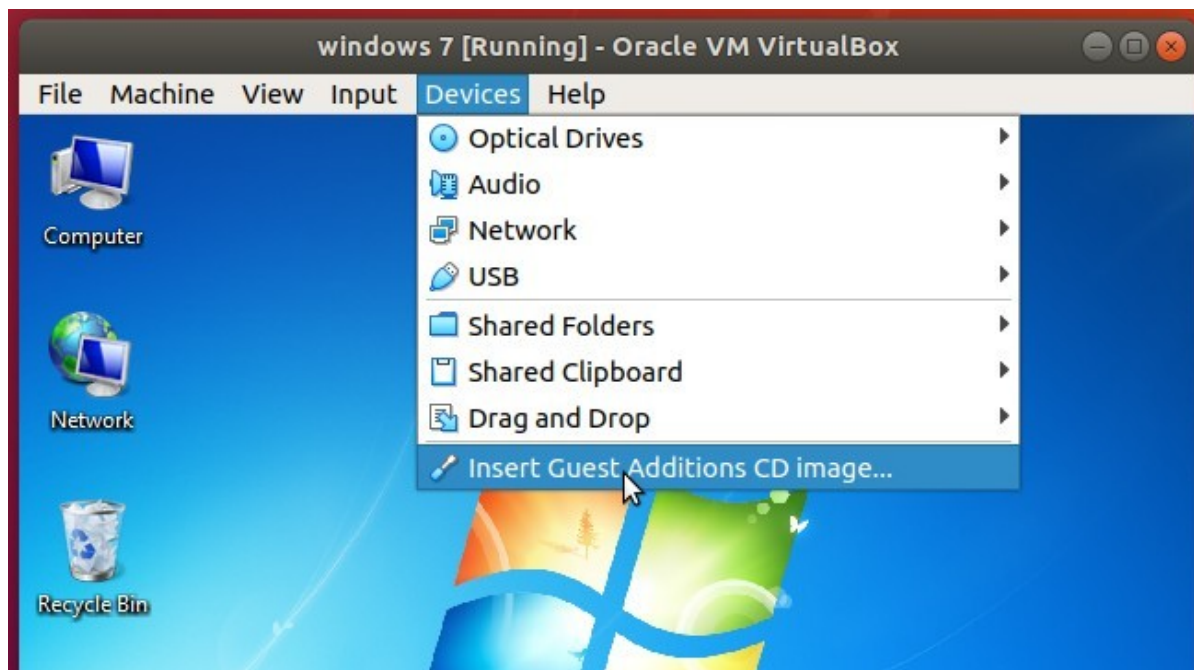 windows 7 [Running] - Oracle VM VirtualBox
File Machine View Input Devices Help
Optical Drives
Audio
Network
USB
Shared Folders
Shared Clipboard
Drag and Drop
Insert Guest Additions CD image...
Computer
Network
Recycle Bin